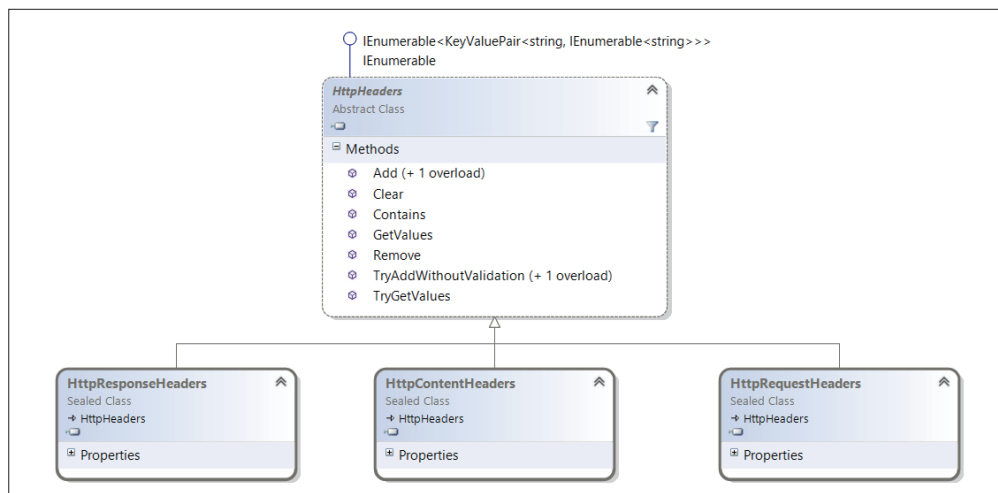 IEnumerable<KeyValuePair<string, IEnumerable<string>>>
IEnumerable
HttpHeaders
Abstract Class
Methods
Add (+ 1 overload)
Clear
Contains
GetValues
Remove
TryAddWithoutValidation (+ 1 overload)
TryGetValues
HttpResponseHeaders
Sealed Class
HttpHeaders
Properties
HttpContentHeaders
Sealed Class
HttpHeaders
Properties
HttpRequestHeaders
Sealed Class
HttpHeaders
Properties